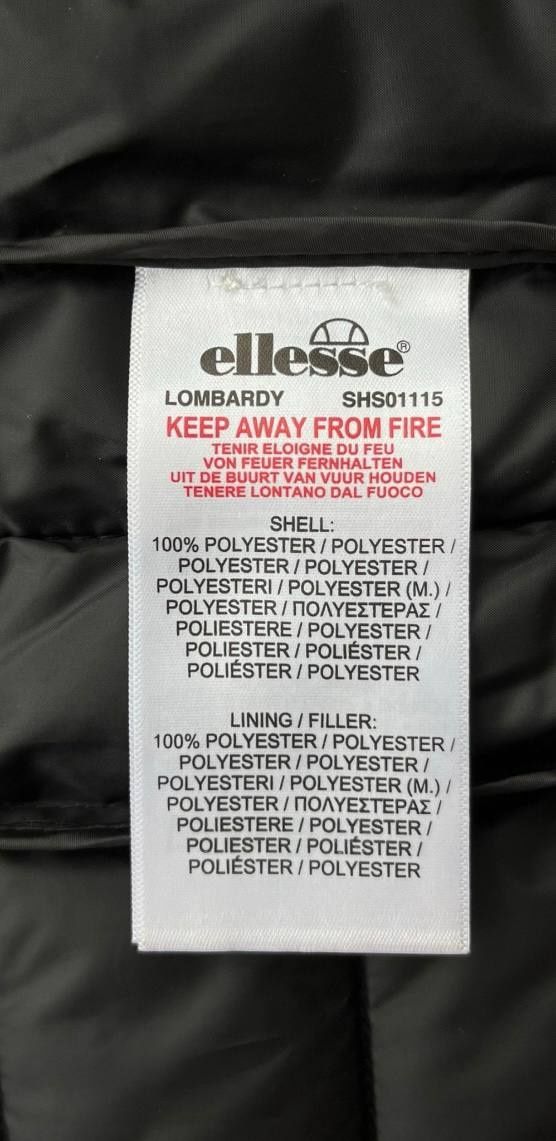 ellesse®
LOMBARDY SHS01115
KEEP AWAY FROM FIRE
TENIR ELOIGNE DU FEU
VON FEUER FERNHALTEN
UIT DE BUURT VAN VUUR HOUDEN
TENERE LONTANO DAL FUOCO
SHELL:
100% POLYESTER / POLYESTER /
POLYESTER / POLYESTER /
POLYESTERI / POLYESTER (M.) /
POLYESTER / ΠΟΛΥΕΣΤΕΡΑΣ /
POLIESTERE / POLYESTER /
POLIESTER / POLIÉSTER /
POLIÉSTER / POLYESTER
LINING / FILLER:
100% POLYESTER / POLYESTER /
POLYESTER / POLYESTER /
POLYESTERI / POLYESTER (M.) /
POLYESTER / ΠΟΛΥΕΣΤΕΡΑΣ /
POLIESTERE / POLYESTER /
POLIESTER / POLIÉSTER /
POLIÉSTER / POLYESTER